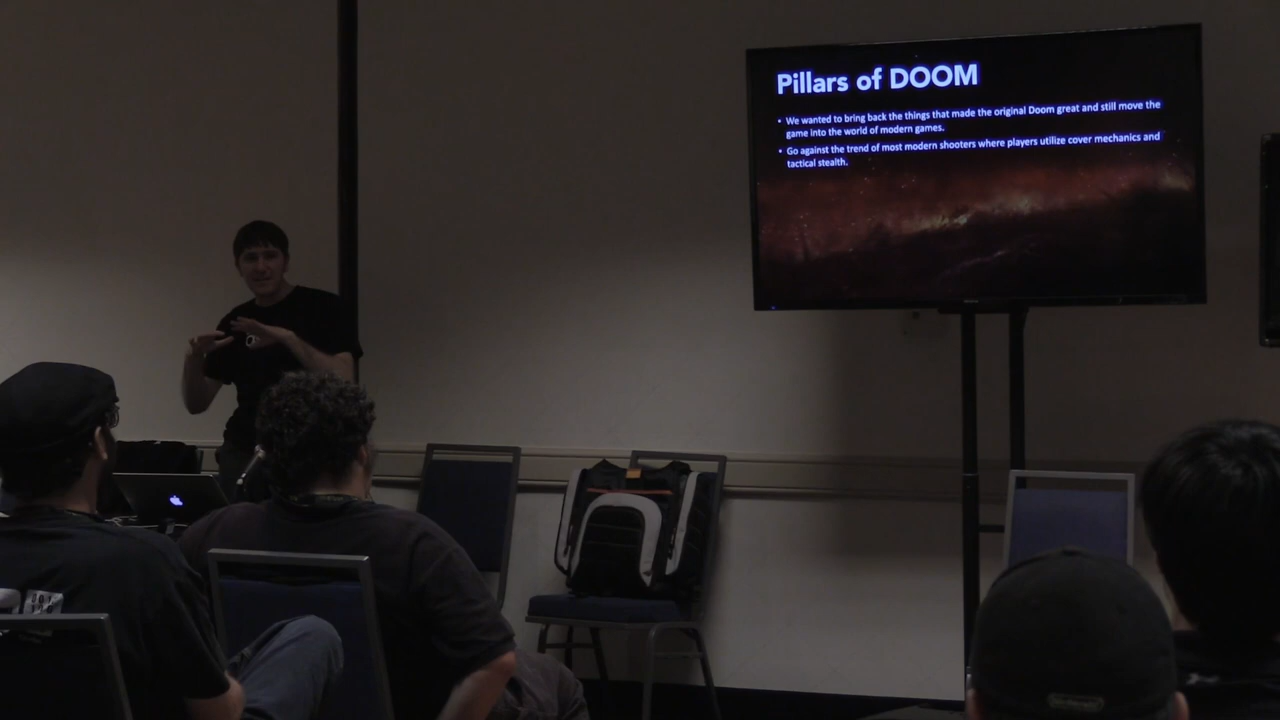 Pillars of DOOM
• We wanted to bring back the things that made the original Doom great and still move the
game into the world of modern games.
• Go against the trend of most modern shooters where players utilize cover mechanics and
tactical stealth.